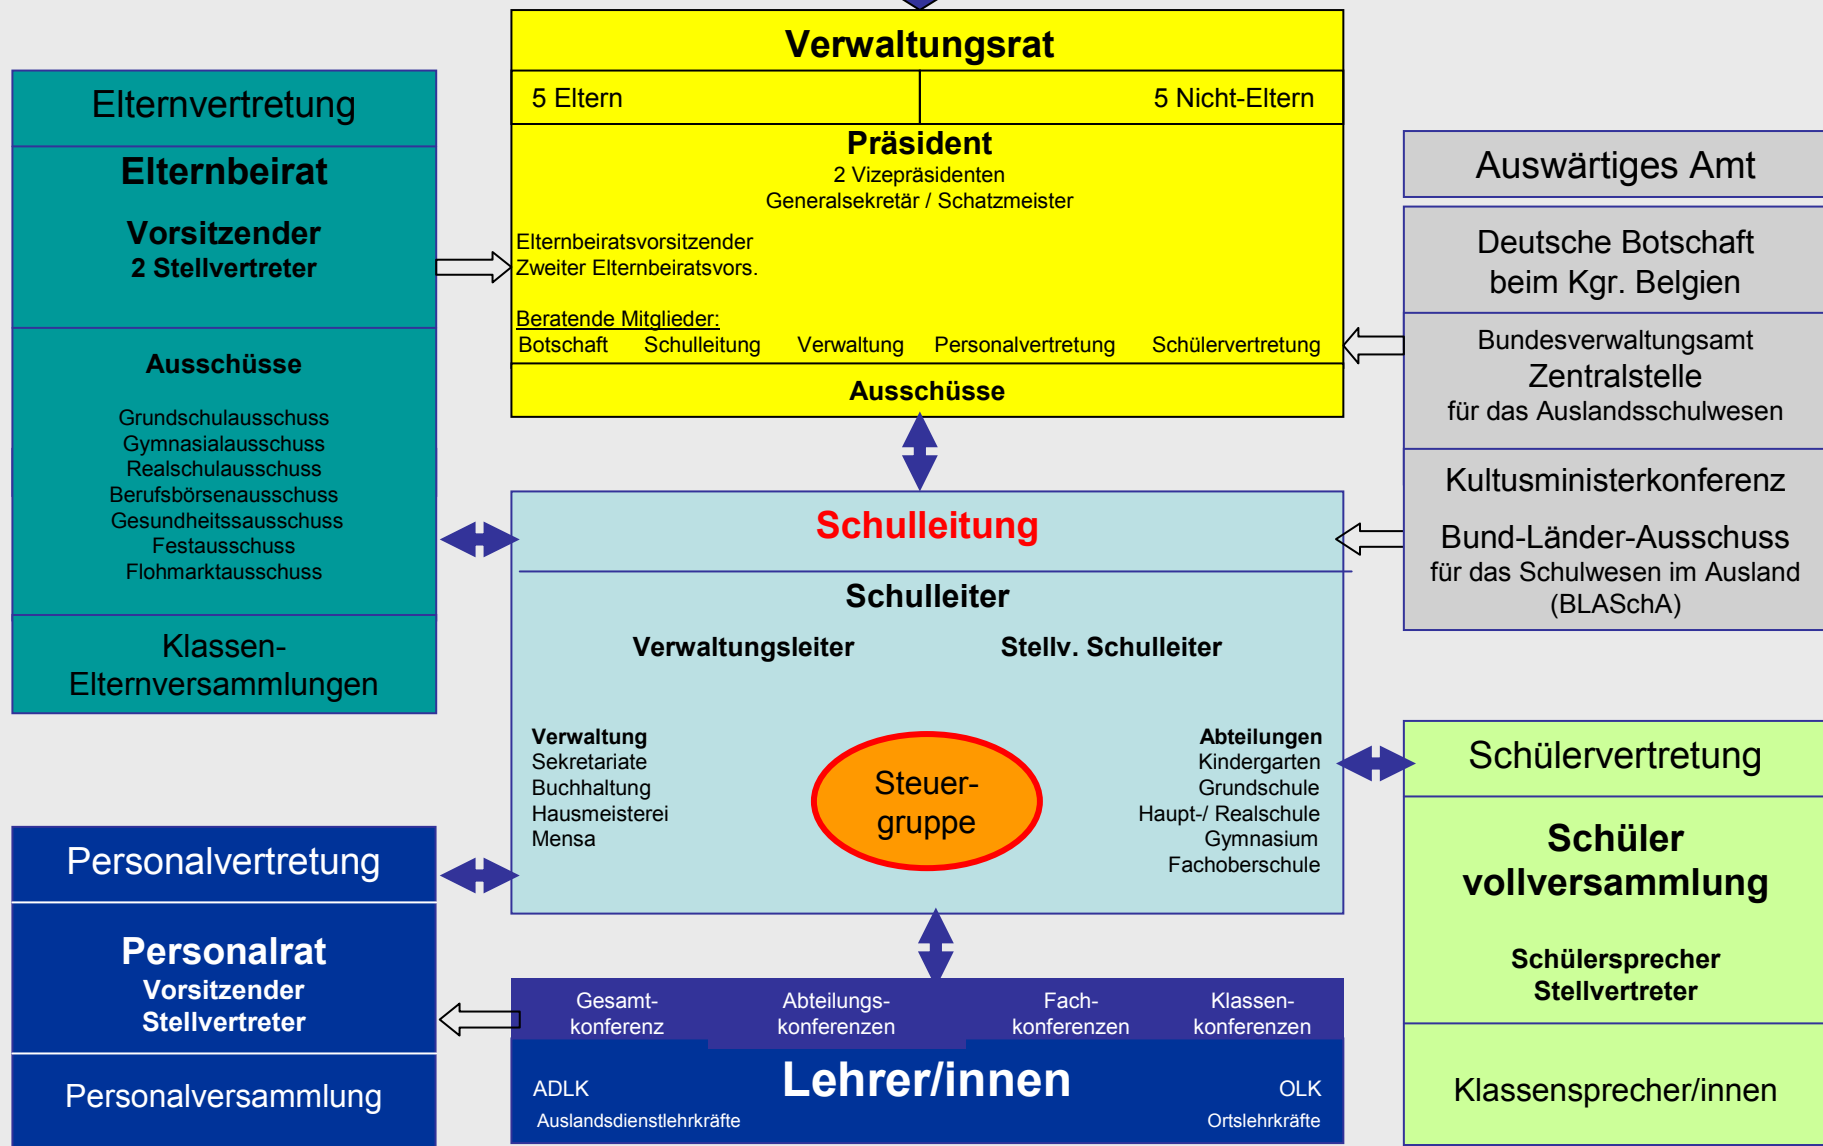 Verwaltungsrat
5 Eltern
5 Nicht-Eltern
Präsident
2 Vizepräsidenten
Generalsekretär / Schatzmeister
Elternbeiratsvorsitzender
Zweiter Elternbeiratsvors.
Beratende Mitglieder:
Botschaft Schulleitung Verwaltung Personalvertretung Schülervertretung
Ausschüsse
Elternvertretung
Elternbeirat
Vorsitzender
2 Stellvertreter
Ausschüsse
Grundschulausschuss
Gymnasialausschuss
Realschulausschuss
Berufsbörsenausschuss
Gesundheitssausschuss
Festausschuss
Flohmarktausschuss
Klassen-
Elternversammlungen
Auswärtiges Amt
Deutsche Botschaft
beim Kgr. Belgien
Bundesverwaltungsamt
Zentralstelle
für das Auslandsschulwesen
Kultusministerkonferenz
Bund-Länder-Ausschuss
für das Schulwesen im Ausland
(BLASchA)
Schulleitung
Schulleiter
Verwaltungsleiter
Stellv. Schulleiter
Verwaltung
Sekretariate
Buchhaltung
Hausmeisterei
Mensa
Steuer-
gruppe
Abteilungen
Kindergarten
Grundschule
Haupt-/ Realschule
Gymnasium
Fachoberschule
Schülervertretung
Schüler
vollversammlung
Schülersprecher
Stellvertreter
Klassensprecher/innen
Personalvertretung
Personalrat
Vorsitzender
Stellvertreter
Personalversammlung
Gesamt-
konferenz
Abteilungs-
konferenzen
Fach-
konferenzen
Klassen-
konferenzen
Lehrer/innen
ADLK
Auslandsdienstlehrkräfte
OLK
Ortslehrkräfte